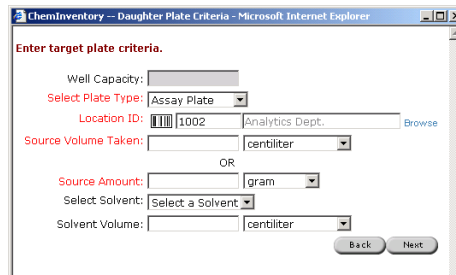 ChemInventory -- Daughter Plate Criteria - Microsoft Internet Explorer
Enter target plate criteria.
Well Capacity:
Select Plate Type: Assay Plate
Location ID: 1002 Analytics Dept. Browse
Source Volume Taken: centiliter
OR
Source Amount: gram
Select Solvent: Select a Solvent
Solvent Volume: centiliter
Back Next